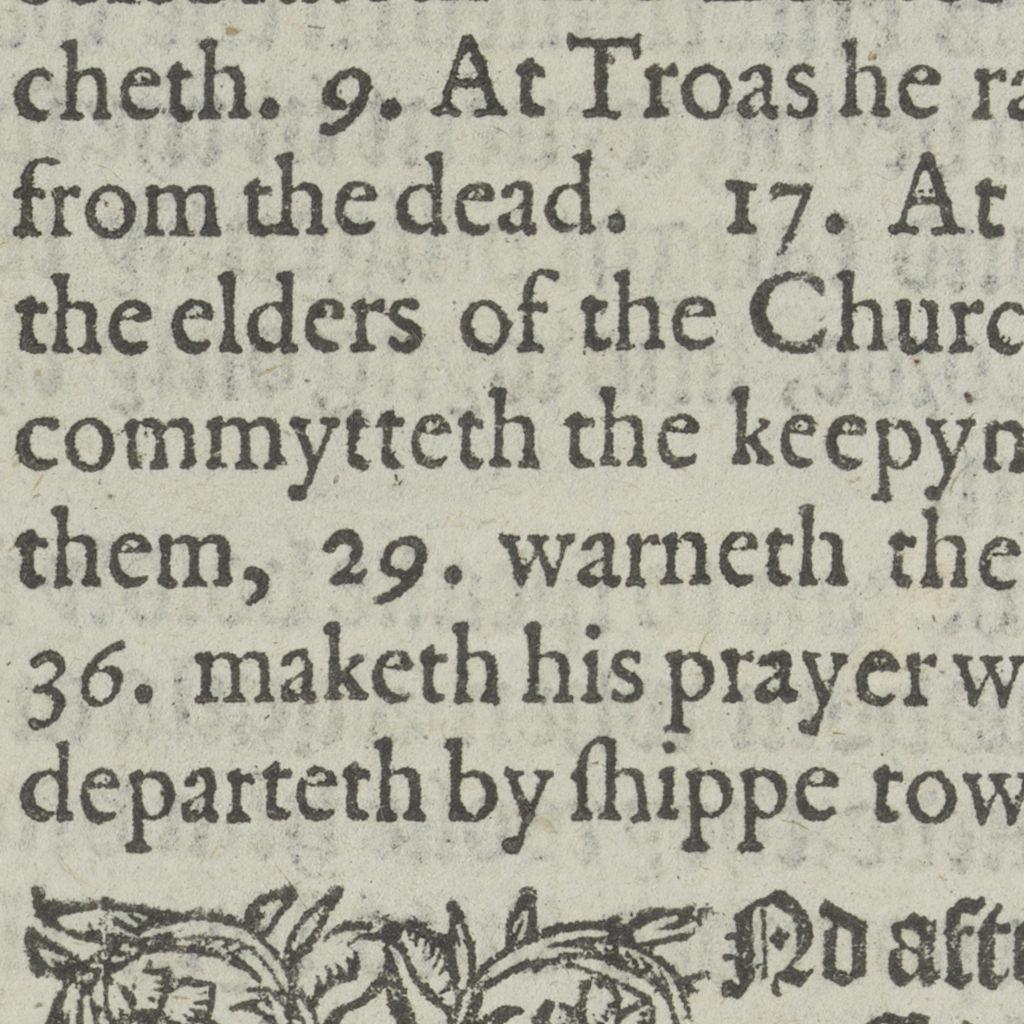 cheth. 9. At Troas he ra
from the dead. 17. At
the elders of the Churc
commytteth the keepyn
them, 29. warneth the
36. maketh his prayer w
departeth by ſhippe tow
Nd afte